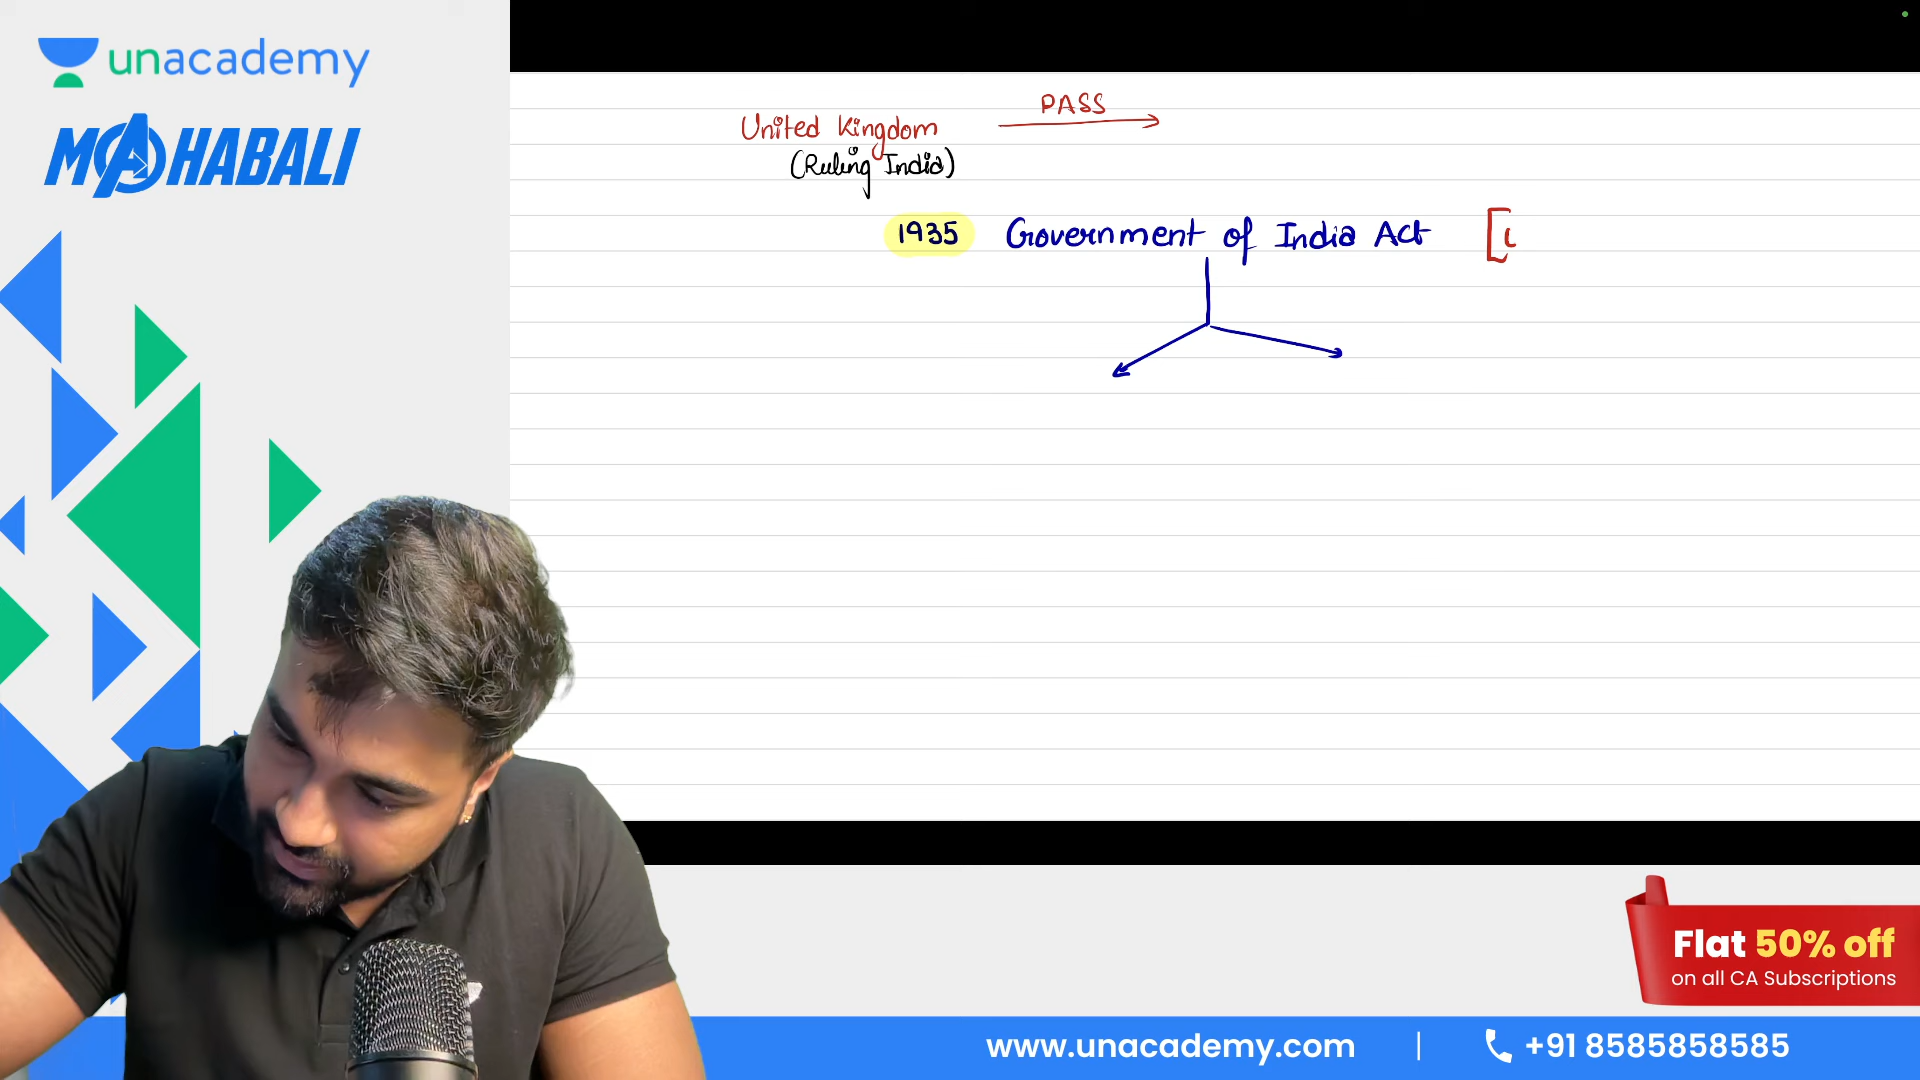 unacademy
MAHABALI
PASS
United Kingdom
(Ruling India)
1935 Government of India Act [
Flat 50% off
on all CA Subscriptions
www.unacademy.com | +91 8585858585